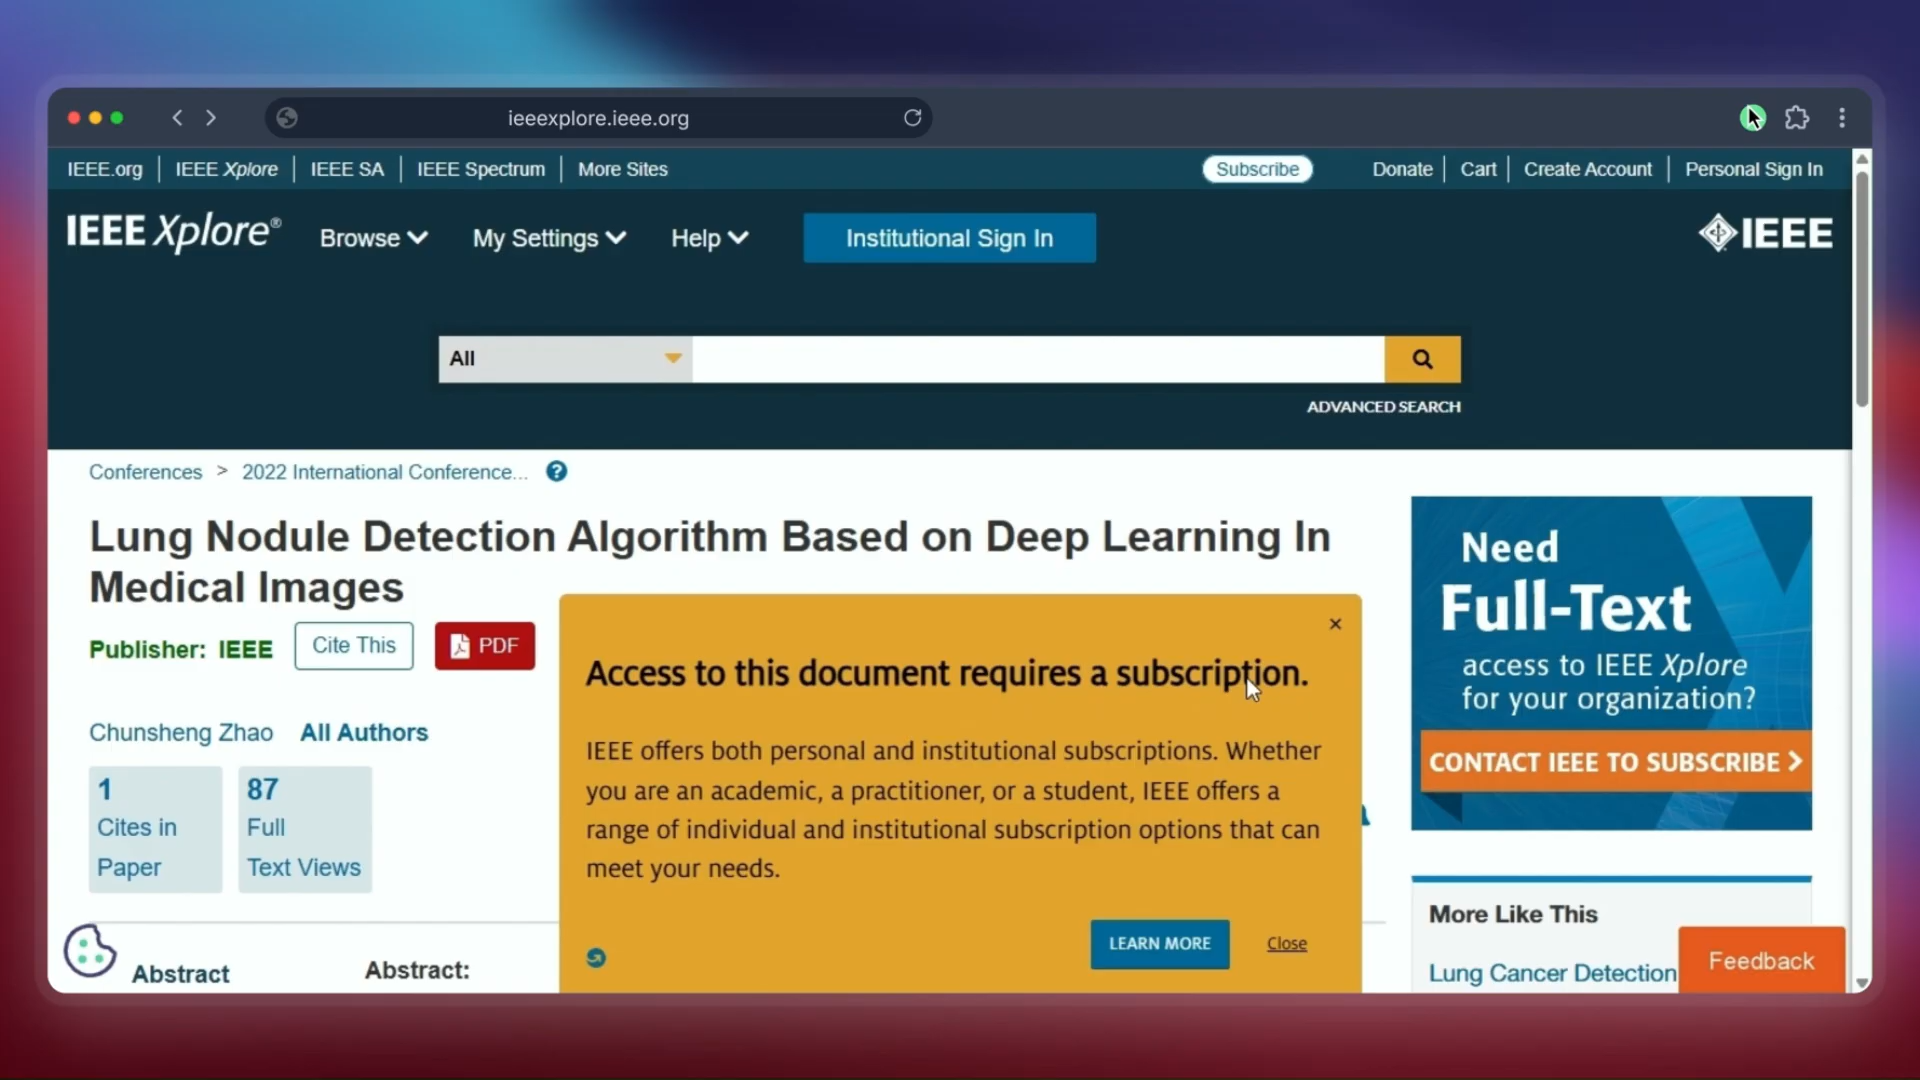 ieeexplore.ieee.org
IEEE.org IEEE Xplore IEEE SA IEEE Spectrum More Sites Subscribe Donate Cart Create Account Personal Sign In
IEEE Xplore® Browse My Settings Help Institutional Sign In IEEE
All
ADVANCED SEARCH
Conferences > 2022 International Conference... ?
Lung Nodule Detection Algorithm Based on Deep Learning In
Medical Images
Publisher: IEEE Cite This PDF
Chunsheng Zhao All Authors
1
Cites in
Paper
87
Full
Text Views
Abstract
Abstract:
×
Access to this document requires a subscription.
IEEE offers both personal and institutional subscriptions. Whether
you are an academic, a practitioner, or a student, IEEE offers a
range of individual and institutional subscription options that can
meet your needs.
LEARN MORE Close
Need
Full-Text
access to IEEE Xplore
for your organization?
CONTACT IEEE TO SUBSCRIBE >
More Like This
Lung Cancer Detection
Feedback